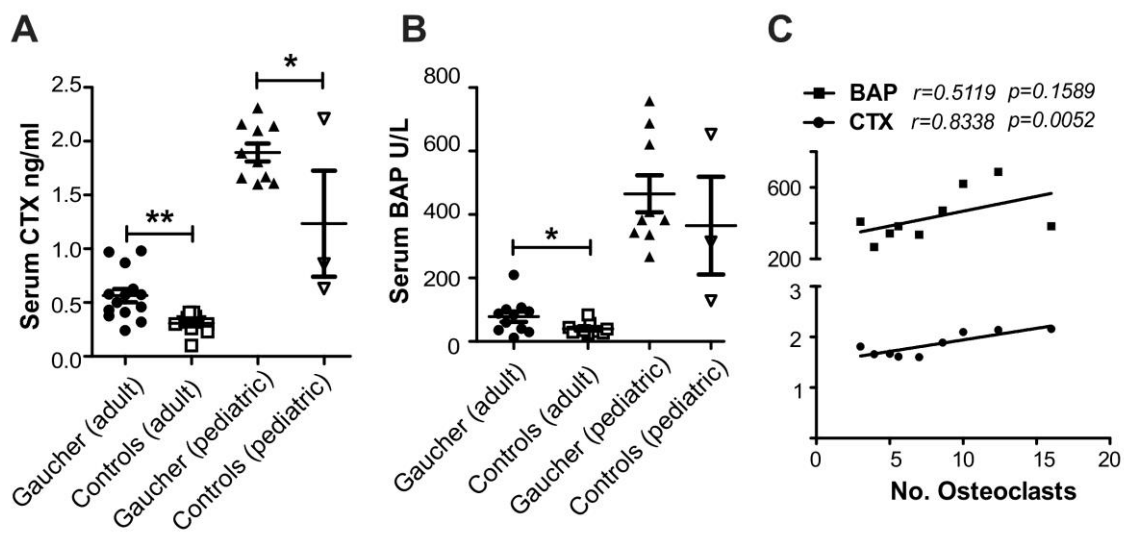 A
Serum CTX ng/ml
2.5
2.0
1.5
1.0
0.5
0.0
**
*
Gaucher (adult)
Controls (adult)
Gaucher (pediatric)
Controls (pediatric)
B
Serum BAP U/L
800
600
400
200
0
*
Gaucher (adult)
Controls (adult)
Gaucher (pediatric)
Controls (pediatric)
C
BAP r=0.5119 p=0.1589
CTX r=0.8338 p=0.0052
600
200
3
2
1
0 5 10 15 20
No. Osteoclasts